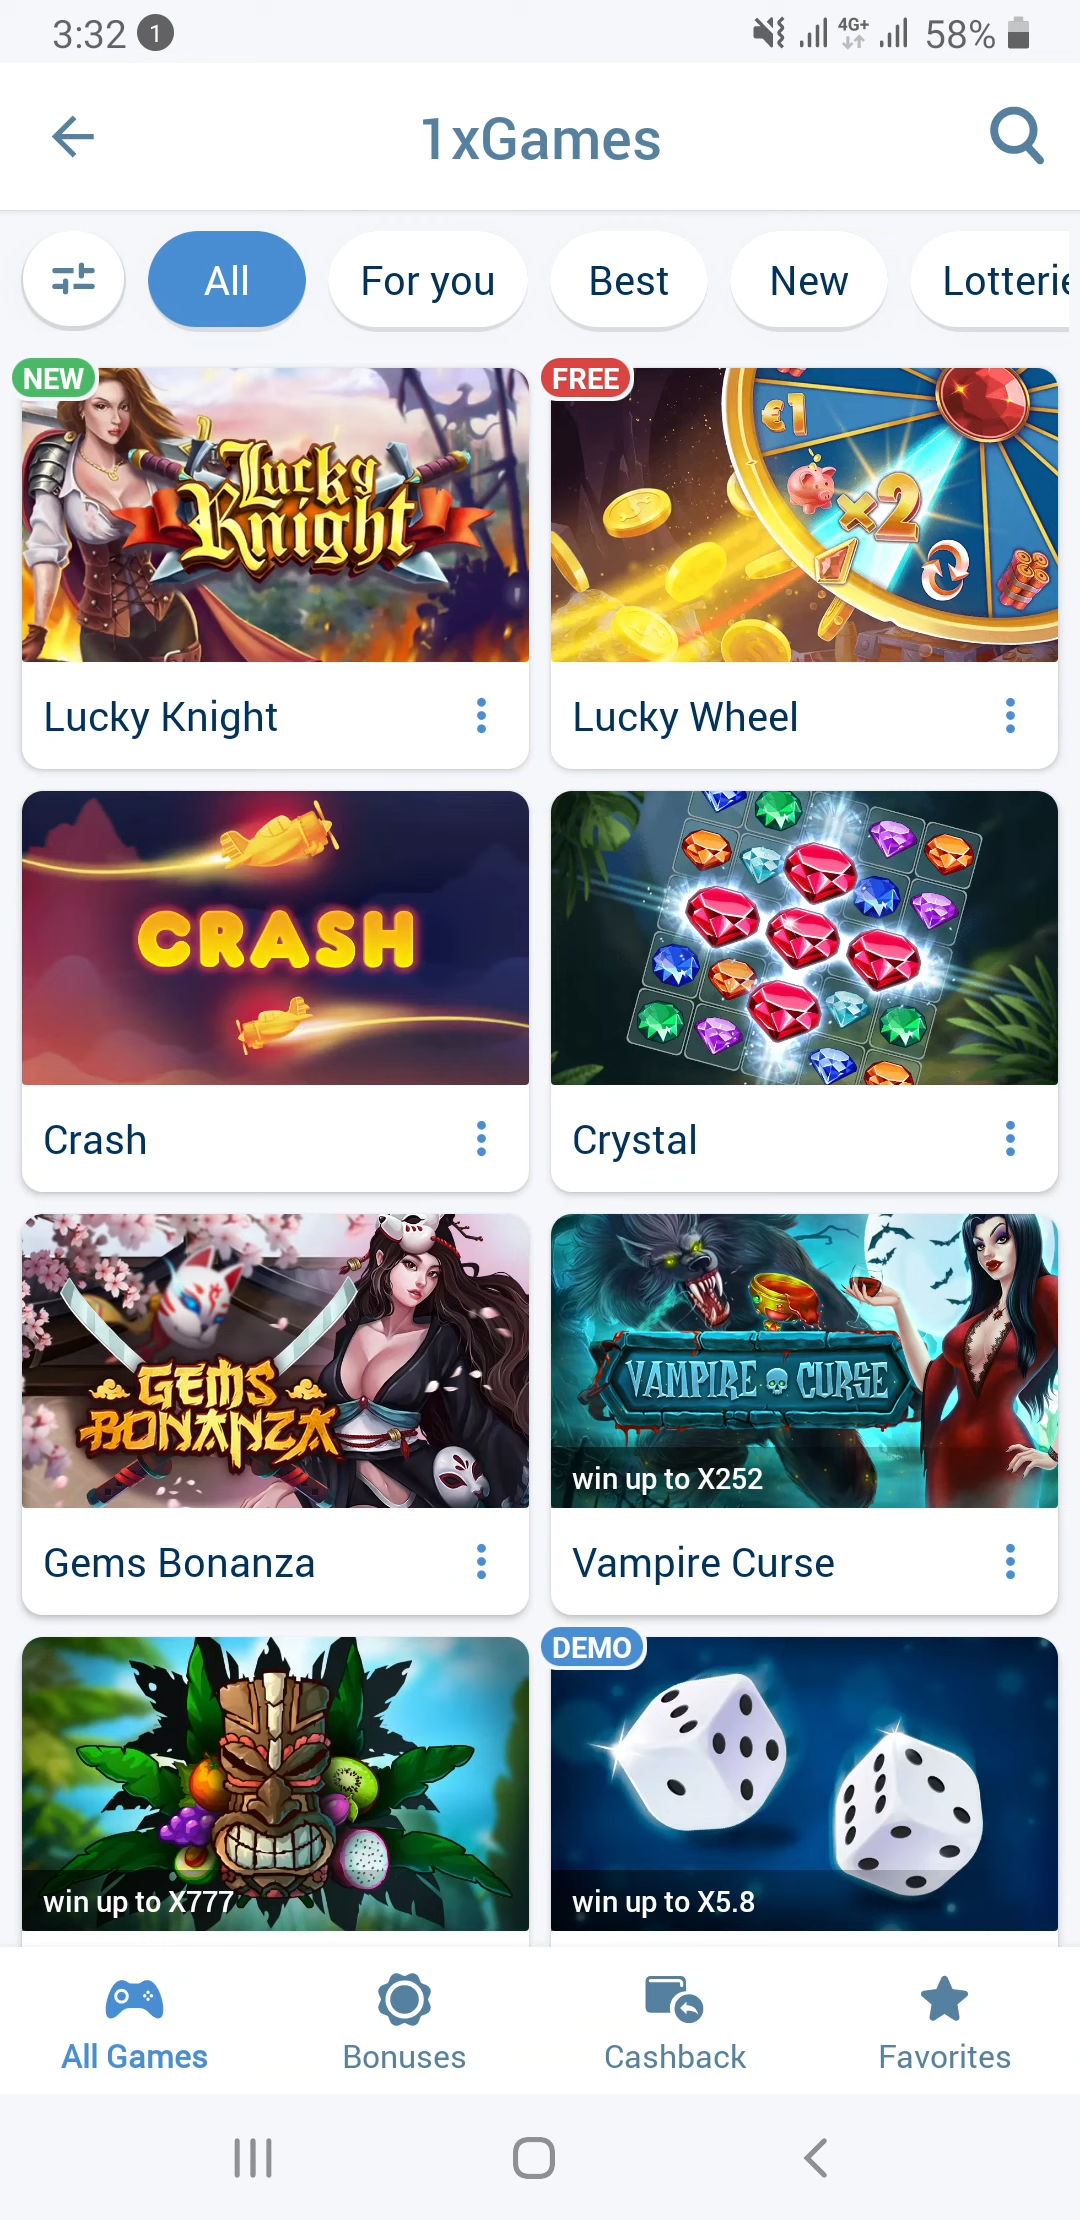 3:32 1 4G+ 58%
1xGames
All For you Best New Lotterie
NEW
Lucky
Knight
Lucky Knight
FREE
€1
x2
Lucky Wheel
CRASH
Crash
Crystal
GEMS
BONANZA
Gems Bonanza
VAMPIRE CURSE
win up to X252
Vampire Curse
win up to X777
DEMO
win up to X5.8
All Games Bonuses Cashback Favorites